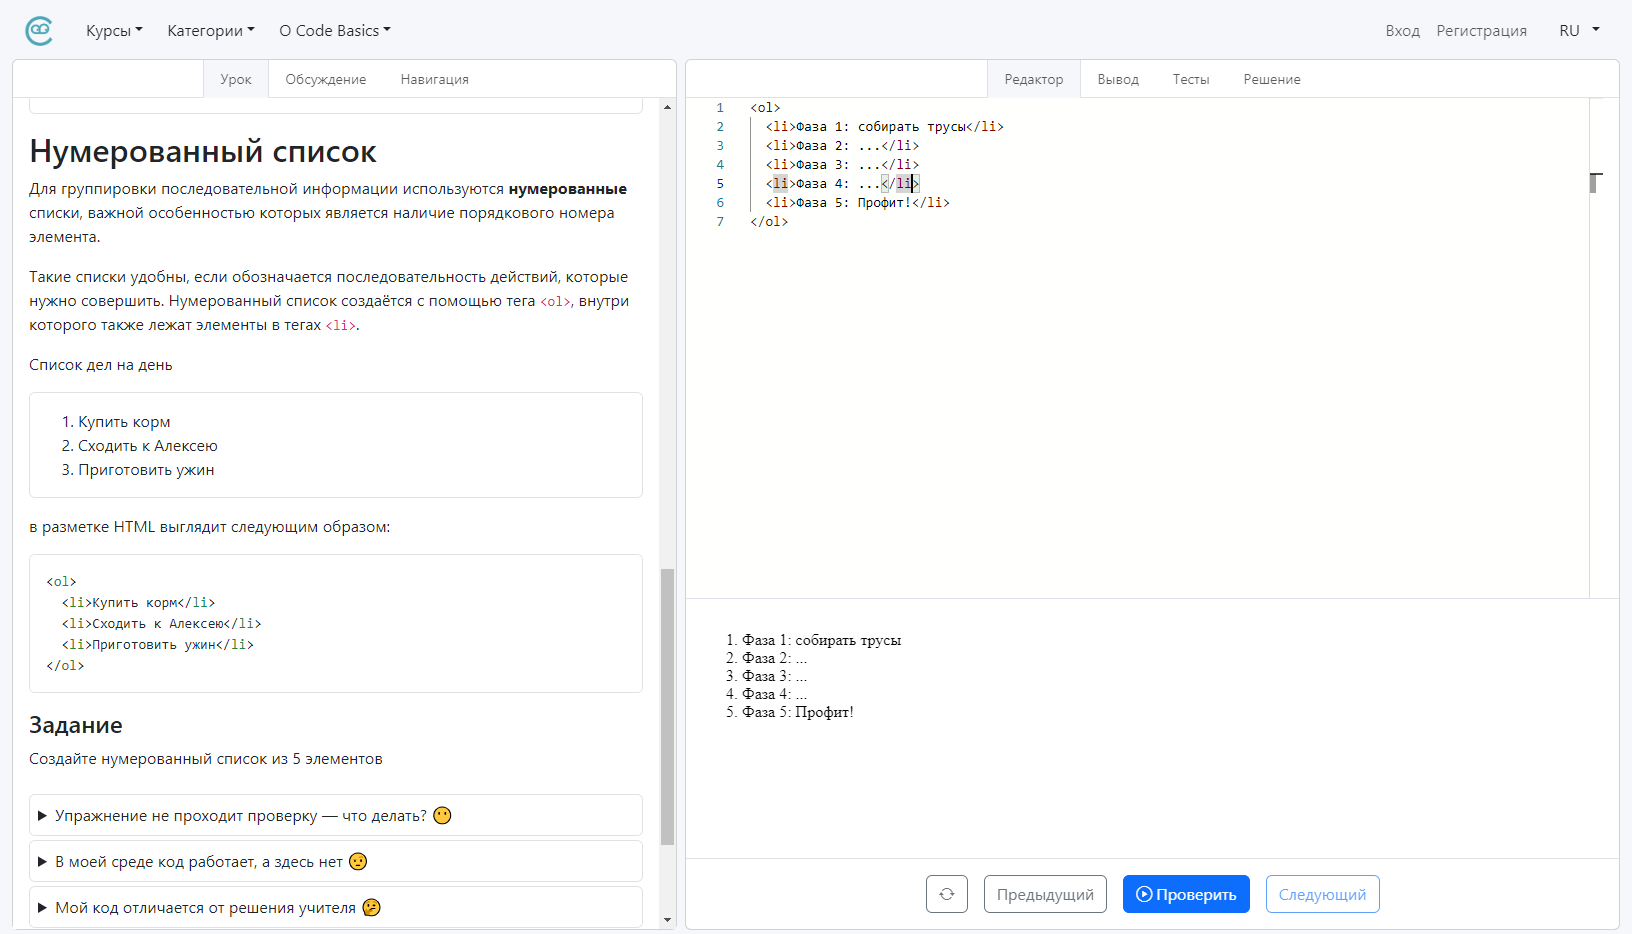 Курсы Категории О Code Basics Вход Регистрация RU
Урок Обсуждение Навигация
Нумерованный список
Для группировки последовательной информации используются нумерованные
списки, важной особенностью которых является наличие порядкового номера
элемента.
Такие списки удобны, если обозначается последовательность действий, которые
нужно совершить. Нумерованный список создаётся с помощью тега <ol>, внутри
которого также лежат элементы в тегах <li>.
Список дел на день
1. Купить корм
2. Сходить к Алексею
3. Приготовить ужин
в разметке HTML выглядит следующим образом:
<ol>
<li>Купить корм</li>
<li>Сходить к Алексею</li>
<li>Приготовить ужин</li>
</ol>
Задание
Создайте нумерованный список из 5 элементов
Упражнение не проходит проверку — что делать? 😶
В моей среде код работает, а здесь нет 🤨
Мой код отличается от решения учителя 🤔
Редактор Вывод Тесты Решение
1 <ol>
2 <li>Фаза 1: собирать трусы</li>
3 <li>Фаза 2: ...</li>
4 <li>Фаза 3: ...</li>
5 <li>Фаза 4: ...</li>
6 <li>Фаза 5: Профит!</li>
7 </ol>
1. Фаза 1: собирать трусы
2. Фаза 2: ...
3. Фаза 3: ...
4. Фаза 4: ...
5. Фаза 5: Профит!
Предыдущий Проверить Следующий